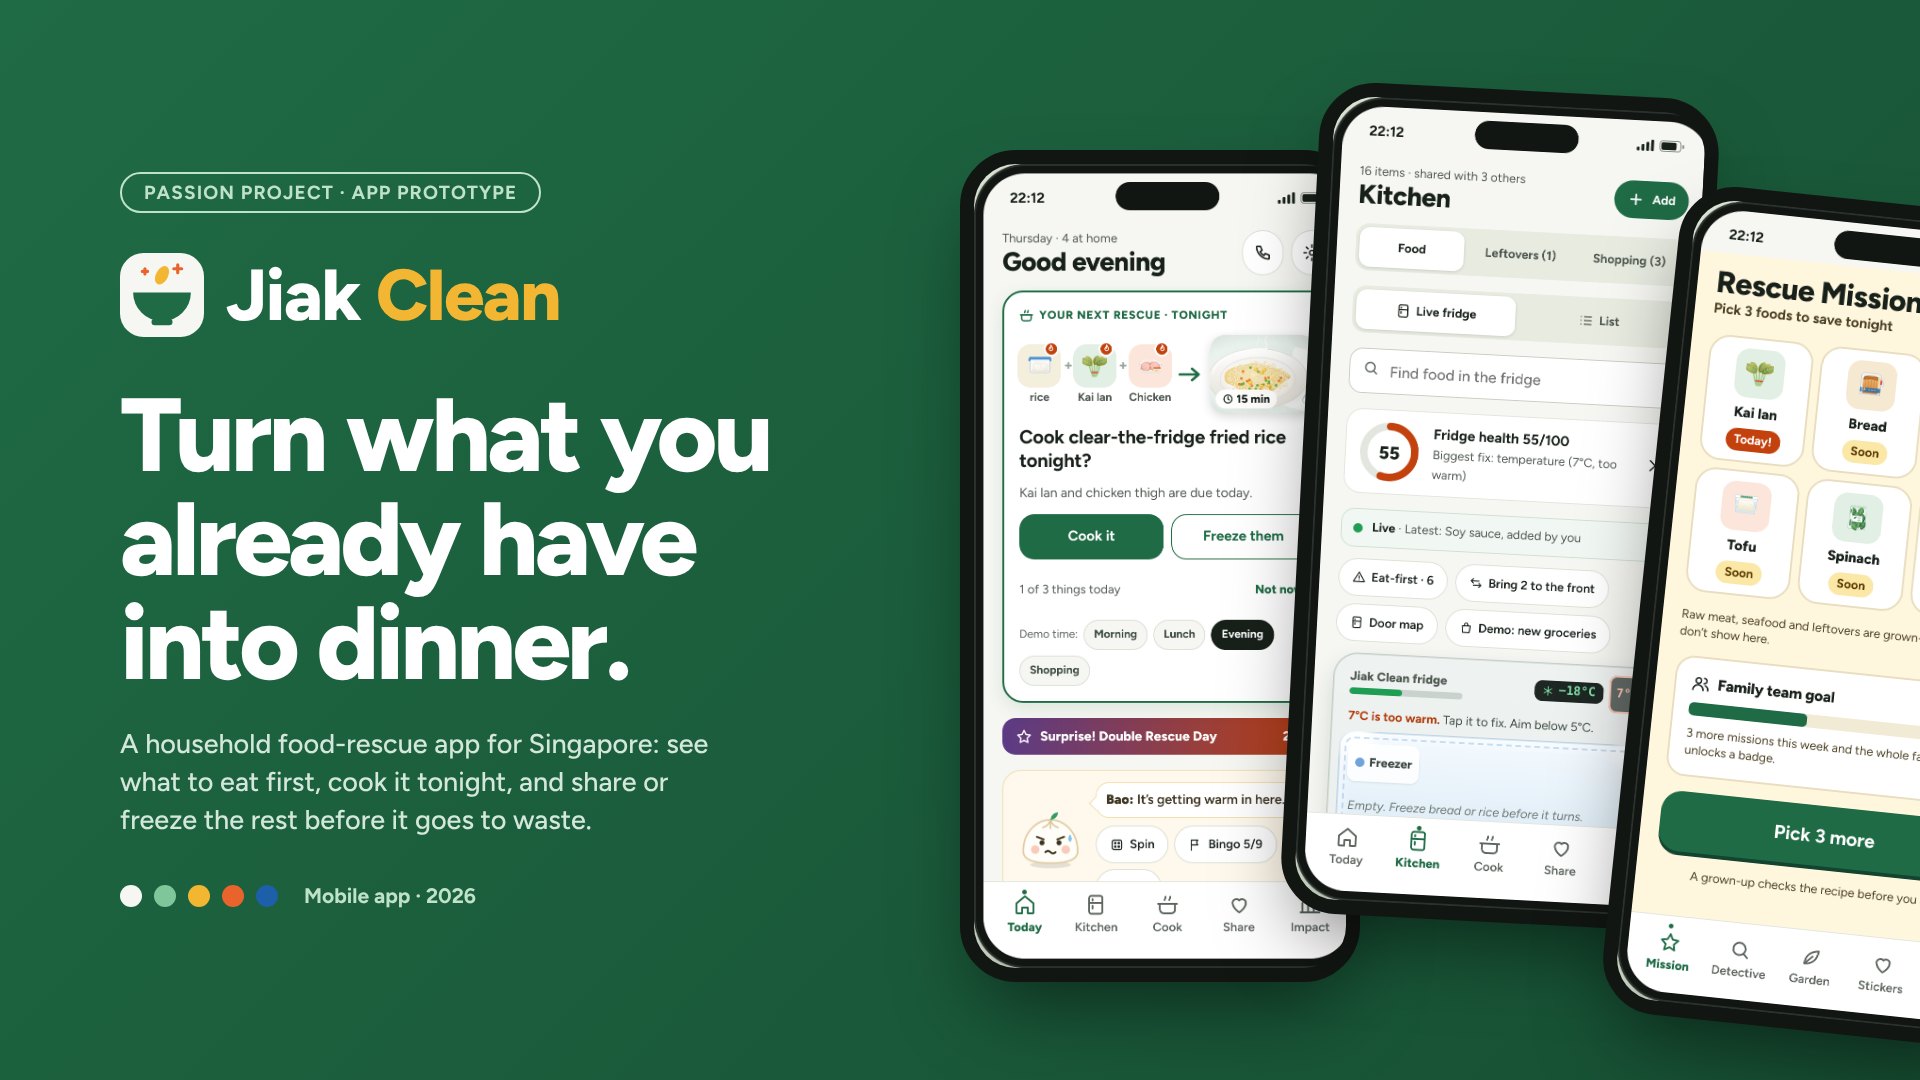 PASSION PROJECT · APP PROTOTYPE
Jiak Clean
Turn what you
already have
into dinner.
A household food-rescue app for Singapore: see
what to eat first, cook it tonight, and share or
freeze the rest before it goes to waste.
Mobile app · 2026
22:12
Thursday · 4 at home
Good evening
YOUR NEXT RESCUE · TONIGHT
rice
Kai lan
Chicken
15 min
Cook clear-the-fridge fried rice
tonight?
Kai lan and chicken thigh are due today.
Cook it
Freeze them
1 of 3 things today
Not now
Demo time:
Morning
Lunch
Evening
Shopping
Surprise! Double Rescue Day
Bao: It's getting warm in here.
Spin
Bingo 5/9
Today
Kitchen
Cook
Share
Impact
22:12
16 items · shared with 3 others
Kitchen
Add
Food
Leftovers (1)
Shopping (3)
Live fridge
List
Find food in the fridge
55
Fridge health 55/100
Biggest fix: temperature (7°C, too
warm)
Live · Latest: Soy sauce, added by you
Eat-first · 6
Bring 2 to the front
Door map
Demo: new groceries
Jiak Clean fridge
−18°C
7°
7°C is too warm. Tap it to fix. Aim below 5°C.
Freezer
Empty. Freeze bread or rice before it turns.
Today
Kitchen
Cook
Share
22:12
Rescue Mission
Pick 3 foods to save tonight
Kai lan
Today!
Bread
Soon
Tofu
Soon
Spinach
Soon
Raw meat, seafood and leftovers are grown-
don't show here.
Family team goal
3 more missions this week and the whole fa
unlocks a badge.
Pick 3 more
A grown-up checks the recipe before you
Mission
Detective
Garden
Stickers